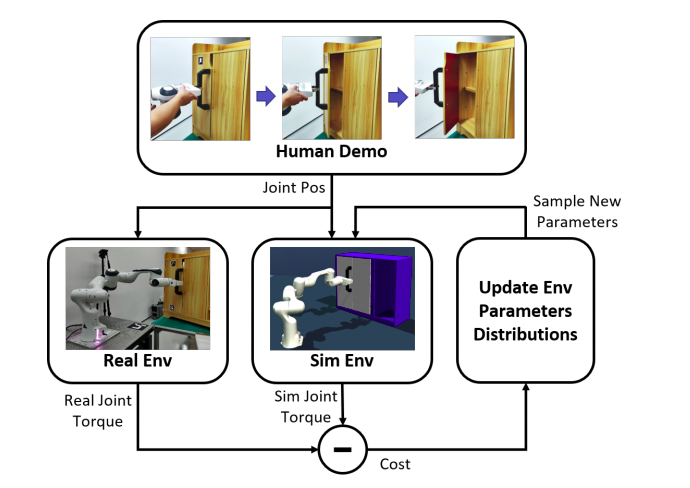 Human Demo
Joint Pos
Sample New
Parameters
Real Env
Sim Env
Update Env
Parameters
Distributions
Real Joint
Torque
Sim Joint
Torque
−
Cost